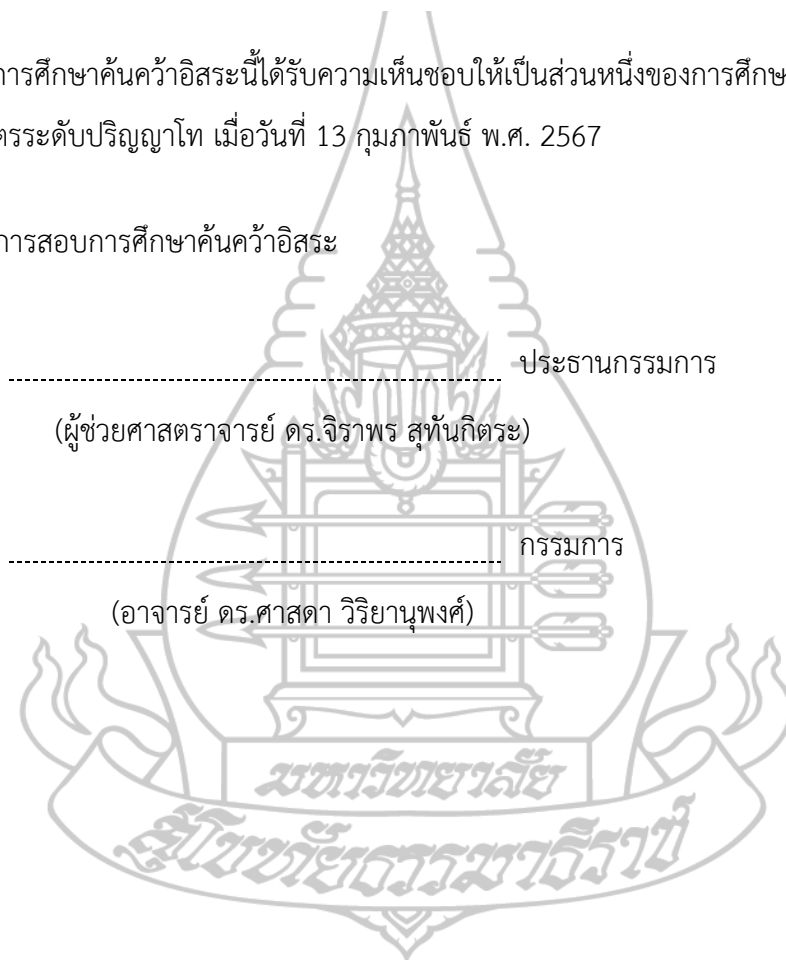 การศึกษาค้นคว้าอิสระนี้ได้รับความเห็นชอบให้เป็นส่วนหนึ่งของการศึกษ
ตรระดับปริญญาโท เมื่อวันที่ 13 กุมภาพันธ์ พ.ศ. 2567
การสอบการศึกษาค้นคว้าอิสระ
ประธานกรรมการ
(ผู้ช่วยศาสตราจารย์ ดร.จิราพร สุทันกิตระ)
กรรมการ
(อาจารย์ ดร.ศาสดา วิริยานุพงศ์)
มหาวิทยาลัย
สุโขทัยธรรมาธิราช